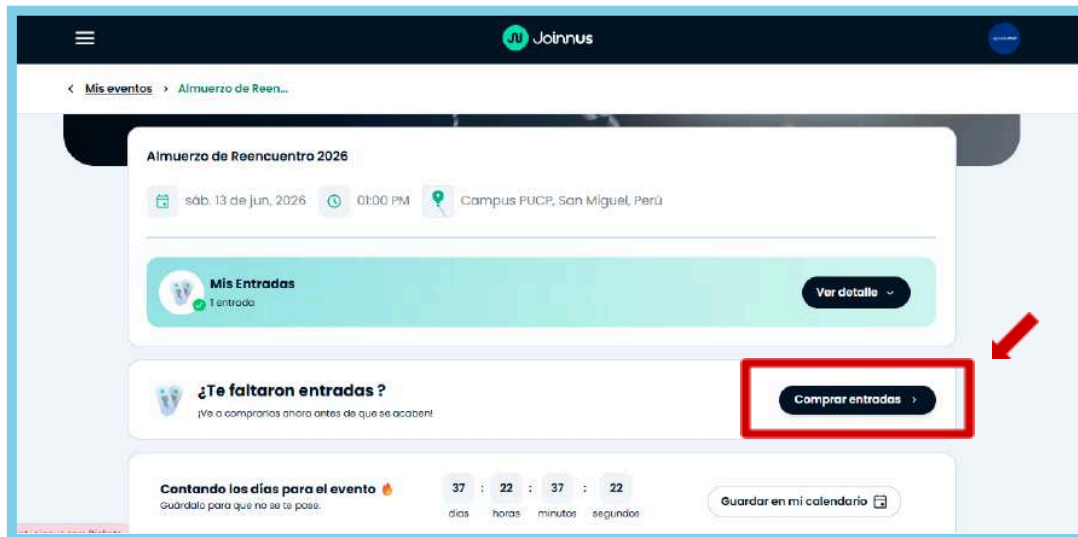 Joinnus
< Mis eventos > Almuerzo de Reen...
Almuerzo de Reencuentro 2026
sáb. 13 de jun, 2026 01:00 PM Campus PUCP, San Miguel, Perú
Mis Entradas
1 entrada
Ver detalle
¿Te faltaron entradas ?
¡Ve a comprarlas ahora antes de que se acaben!
Comprar entradas >
Contando los días para el evento
Guárdalo para que no se te pase.
37 : 22 : 37 : 22
días horas minutos segundos
Guardar en mi calendario